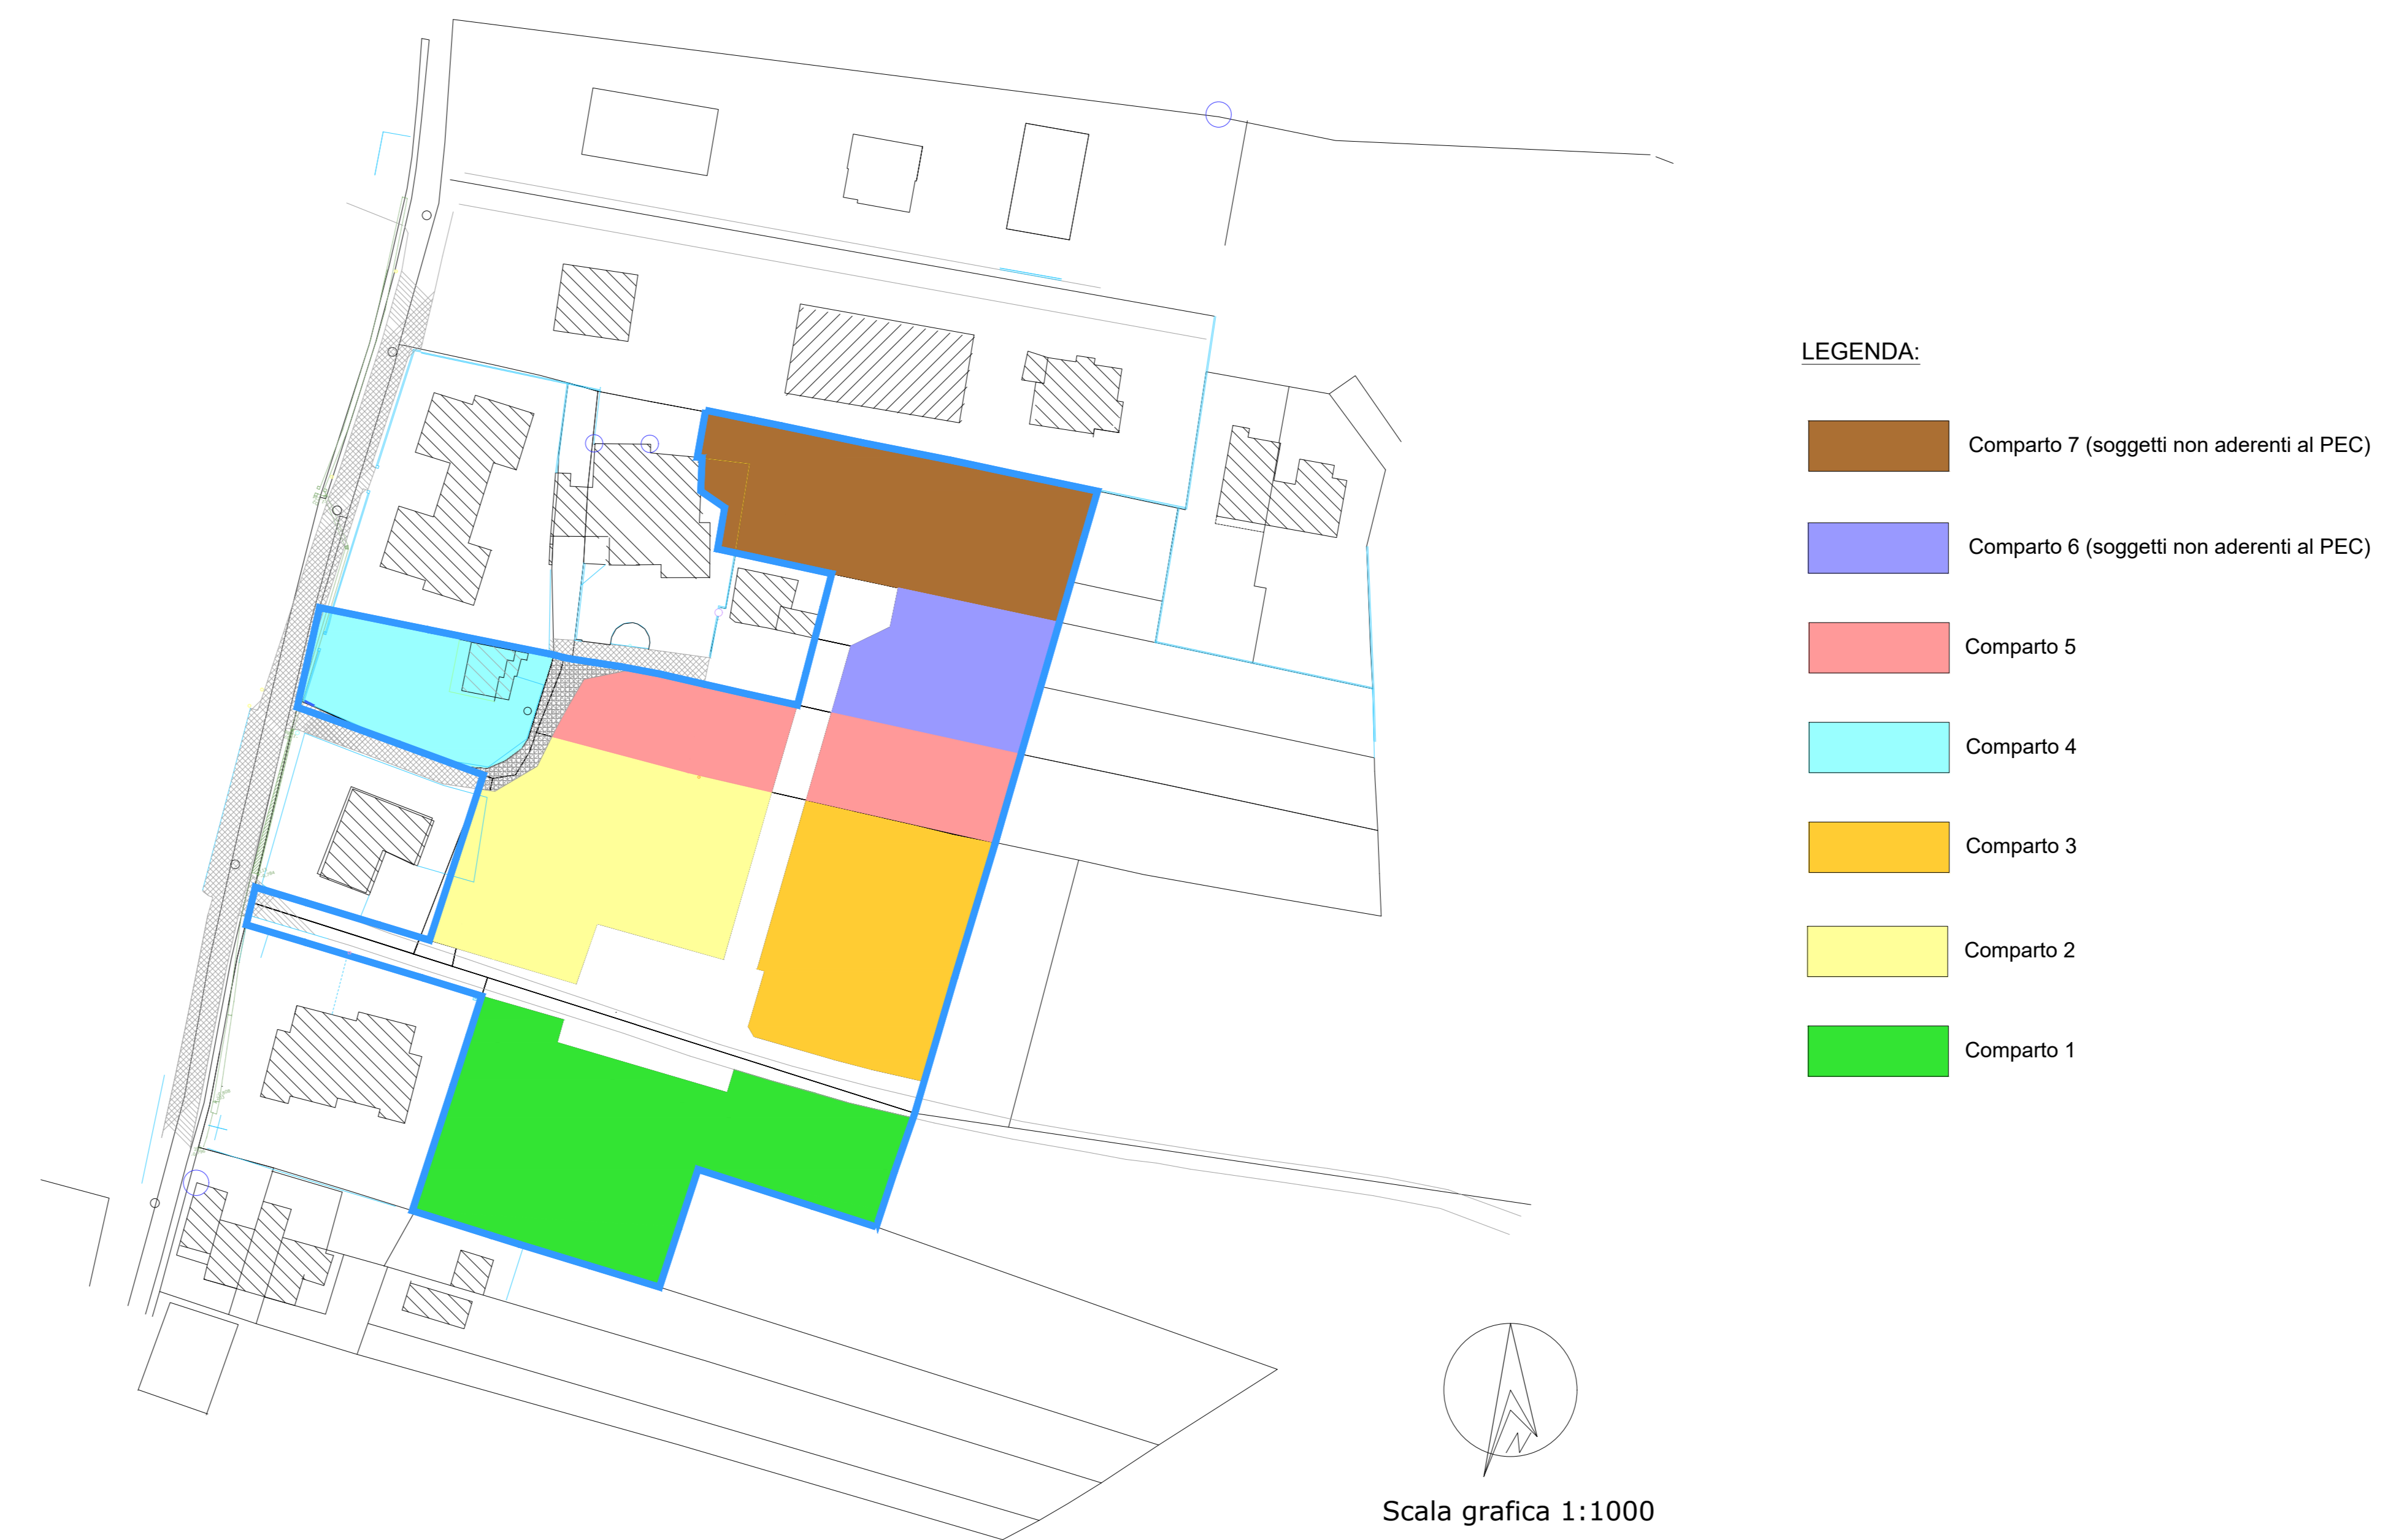 LEGENDA:
Comparto 7 (soggetti non aderenti al PEC)
Comparto 6 (soggetti non aderenti al PEC)
Comparto 5
Comparto 4
Comparto 3
Comparto 2
Comparto 1
N
Scala grafica 1:1000